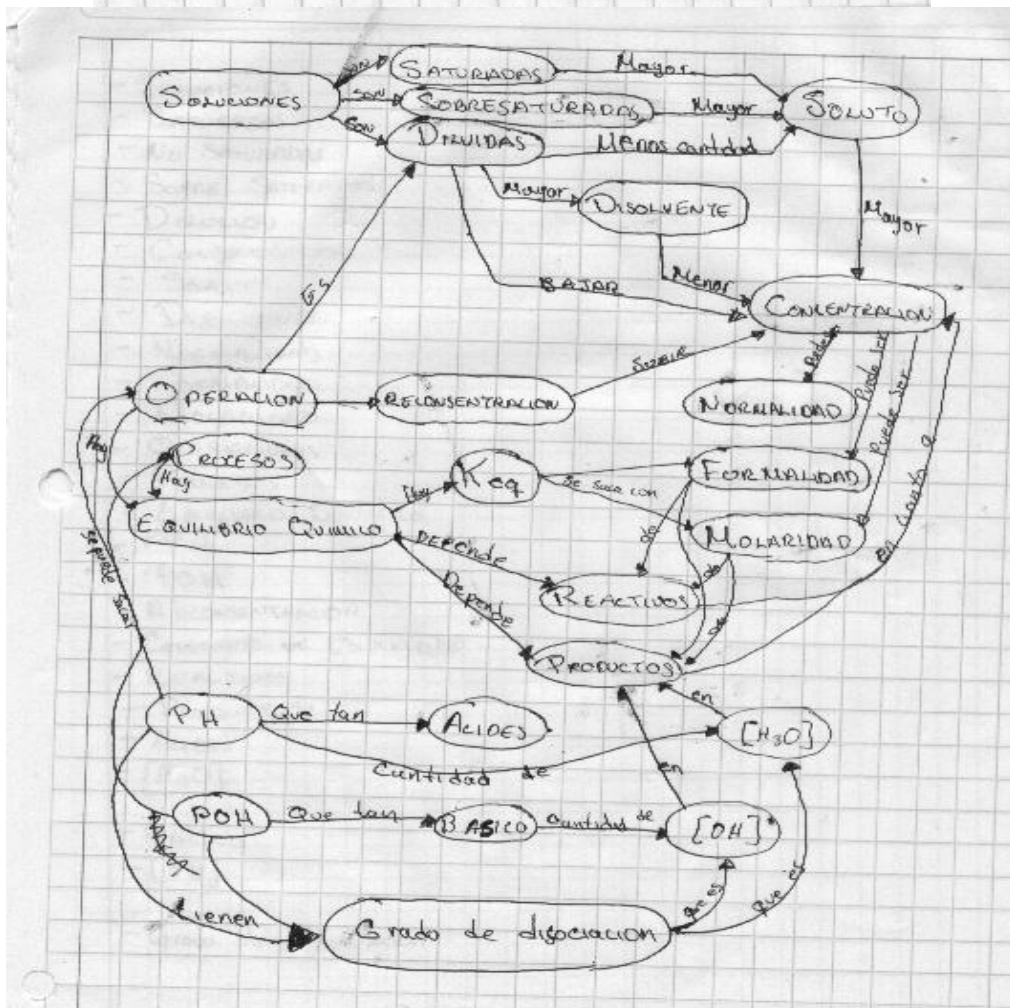 SON
SATURADAS
Mayor
SOLUCIONES
SON
SOBRESATURADAS
Mayor
SOLUTO
SON
DILUIDAS
Menos cantidad
Mayor
DISOLVENTE
Mayor
BAJAR
Menor
CONCENTRACION
ES
SUBIR
Puede ser
Puede ser
OPERACION
RECONSENTRACION
NORMALIDAD
Hay
PROCESOS
Hay
Keq
FORMALIDAD
Hay
Se saca con
en cuanto a
EQUILIBRIO QUIMICO
MOLARIDAD
DEPENDE
de
de
Se puede sacar
Depende
REACTIVOS
de
PRODUCTOS
PH
Que tan
ACIDES
en
[H3O]
Cantidad de
en
POH
Que tan
BASICO
Cantidad de
[OH]
tienen
Grado de disociacion
que es
que es